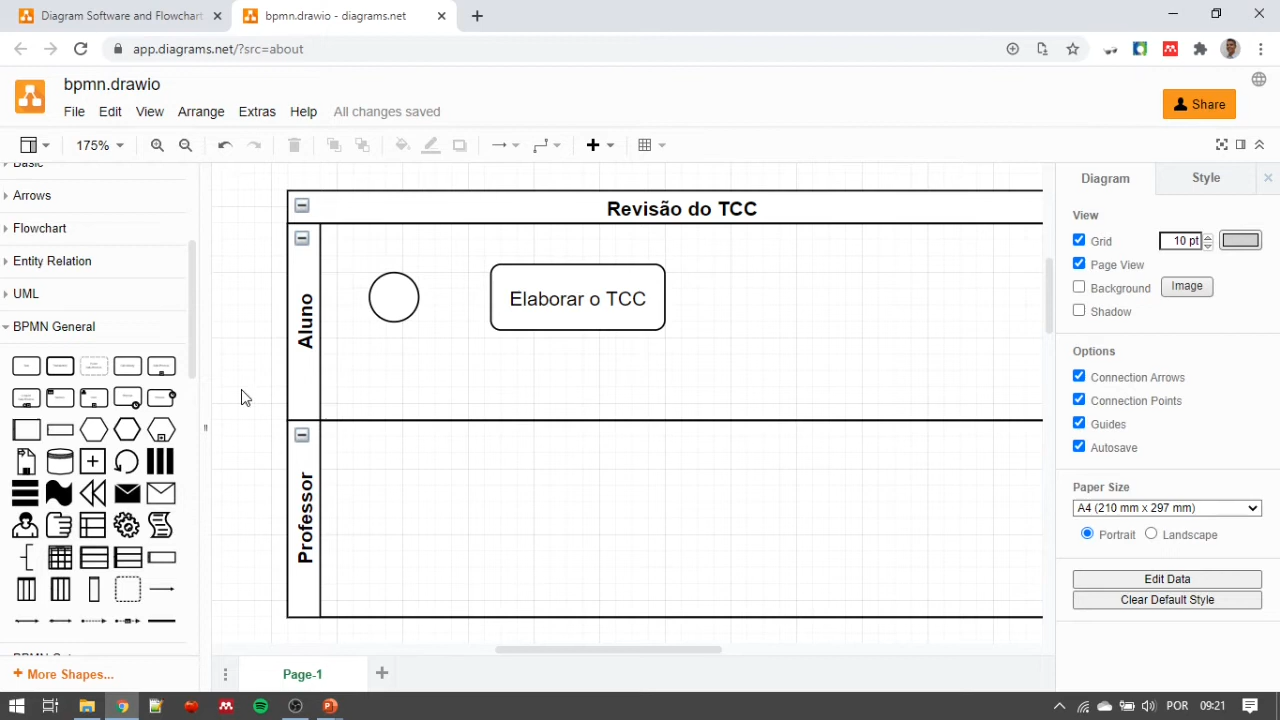 Diagram Software and Flowchart
bpmn.drawio - diagrams.net
app.diagrams.net/?src=about
bpmn.drawio
File Edit View Arrange Extras Help All changes saved
Share
175%
Basic
Arrows
Flowchart
Entity Relation
UML
BPMN General
+ More Shapes...
Revisão do TCC
Aluno
Elaborar o TCC
Professor
Page-1
Diagram Style
View
Grid 10 pt
Page View
Background Image
Shadow
Options
Connection Arrows
Connection Points
Guides
Autosave
Paper Size
A4 (210 mm x 297 mm)
Portrait Landscape
Edit Data
Clear Default Style
POR 09:21